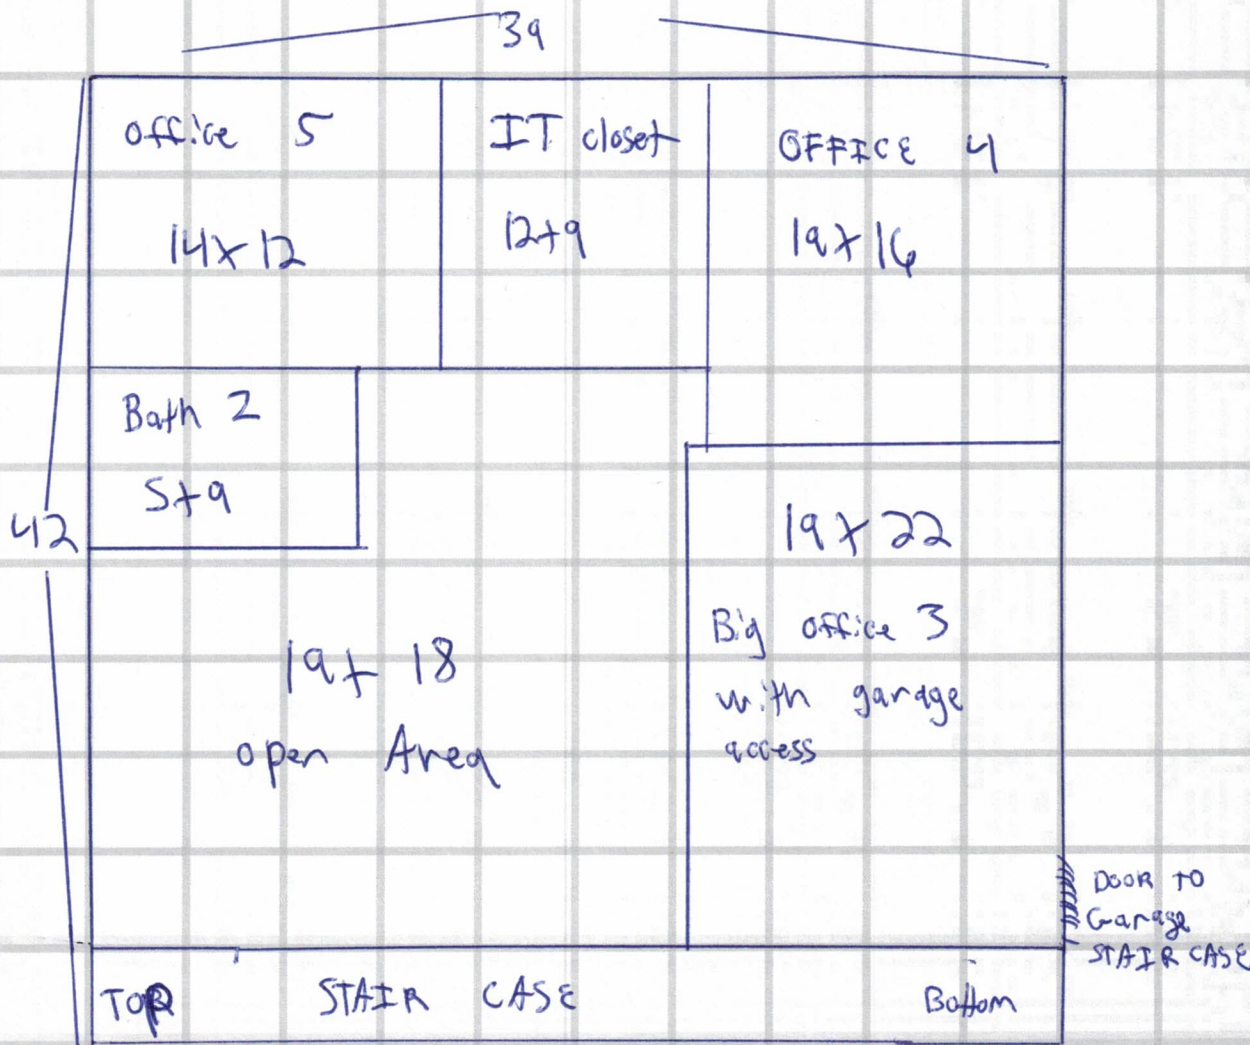 39
office 5
14x12
IT closet
12x9
OFFICE 4
19x16
Bath 2
5x9
42
19x22
Big office 3
with garage
access
19x18
open Area
DOOR TO
Garage
STAIR CASE
TOP
STAIR CASE
Bottom